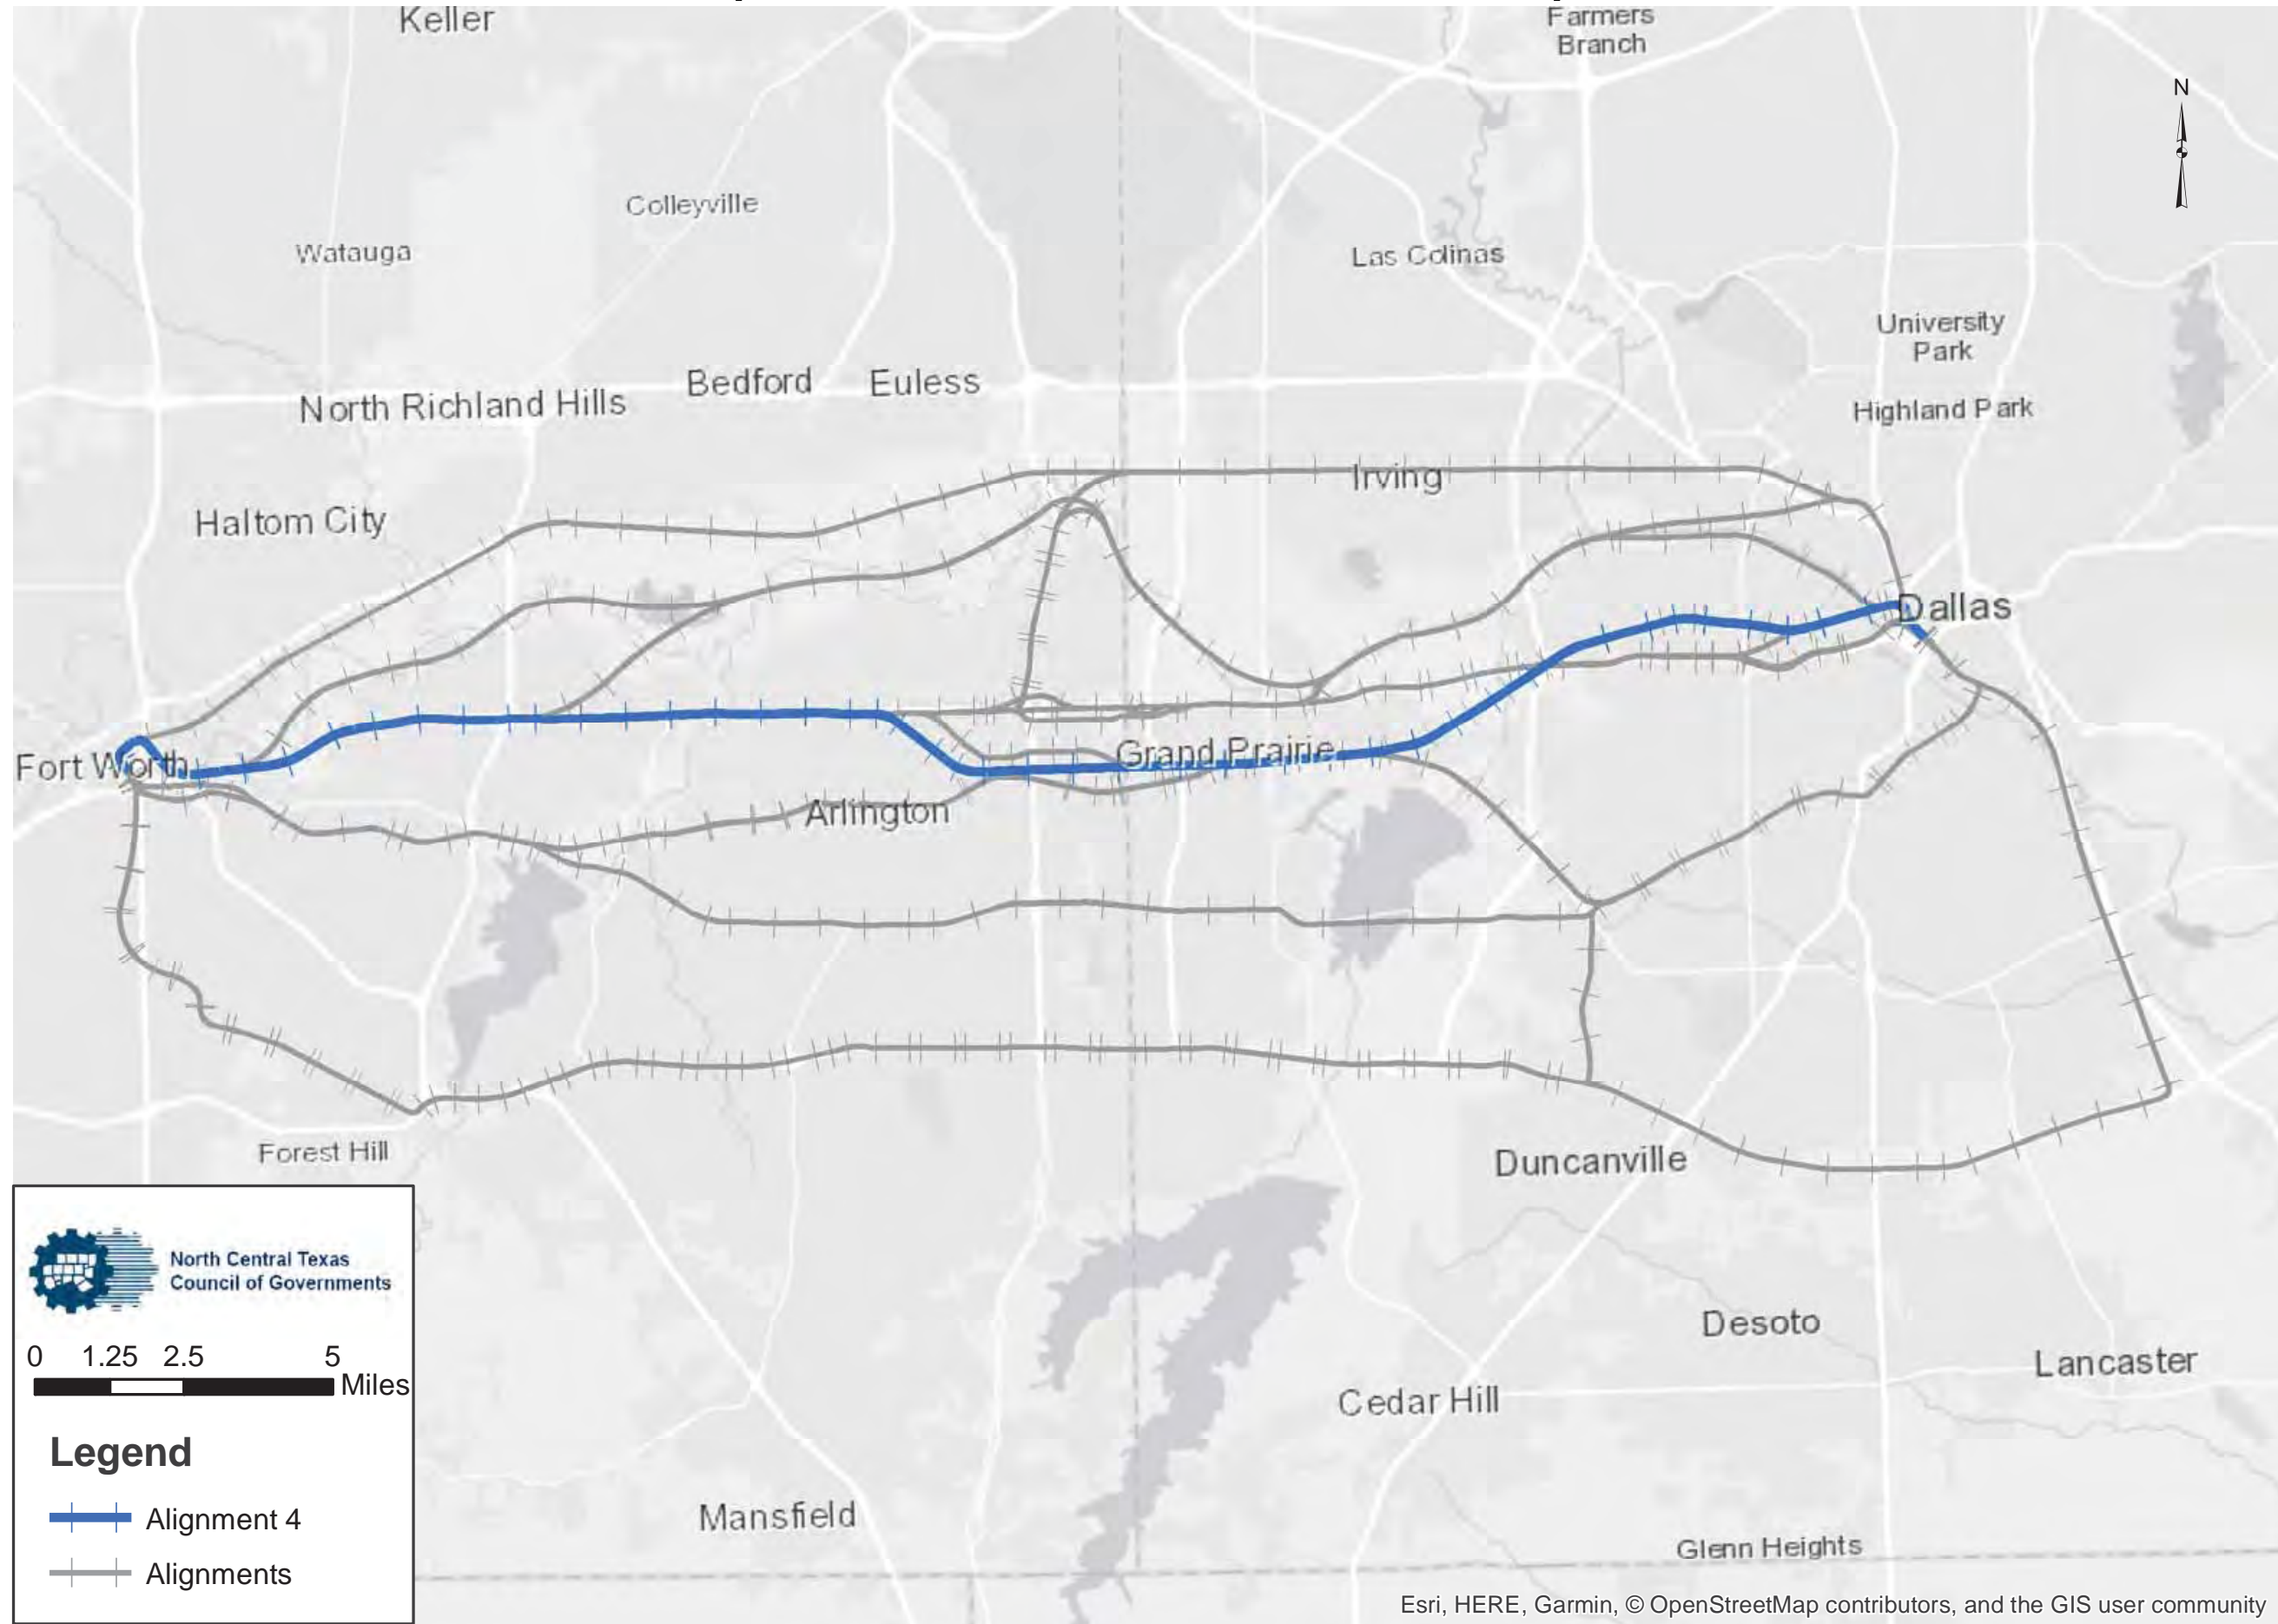 Keller
Farmers
Branch
N
Colleyville
Watauga
Las Colinas
University
Park
North Richland Hills
Bedford
Euless
Highland Park
Irving
Haltom City
Dallas
Fort Worth
Grand Prairie
Arlington
Forest Hill
Duncanville
North Central Texas
Council of Governments
Desoto
0 1.25 2.5 5
Miles
Lancaster
Cedar Hill
Legend
Alignment 4
Mansfield
Glenn Heights
Alignments
Esri, HERE, Garmin, © OpenStreetMap contributors, and the GIS user community